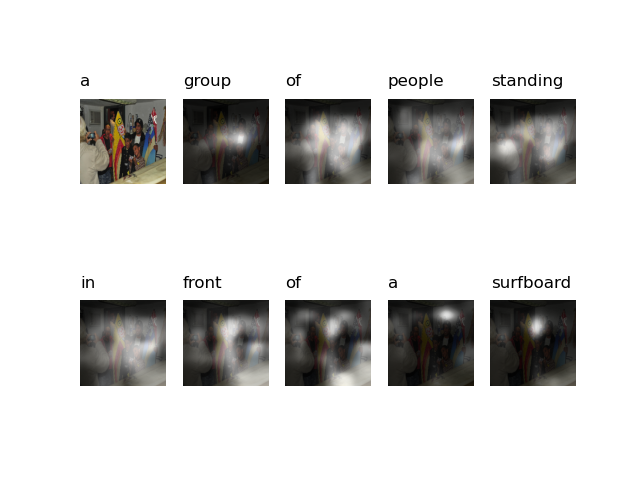 a group of people standing
in front of a surfboard